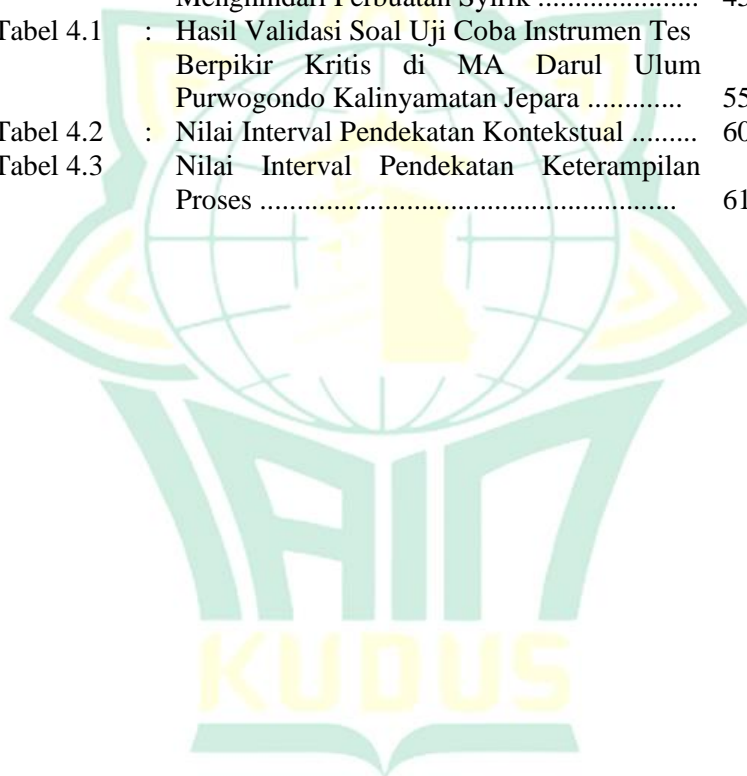 Menghindari Perbuatan Syirik ...................... 45
Tabel 4.1 : Hasil Validasi Soal Uji Coba Instrumen Tes
Berpikir Kritis di MA Darul Ulum
Purwogondo Kalinyamatan Jepara ............. 55
Tabel 4.2 : Nilai Interval Pendekatan Kontekstual ......... 60
Tabel 4.3 Nilai Interval Pendekatan Keterampilan
Proses .................................................. 61
IAIN
KUDUS